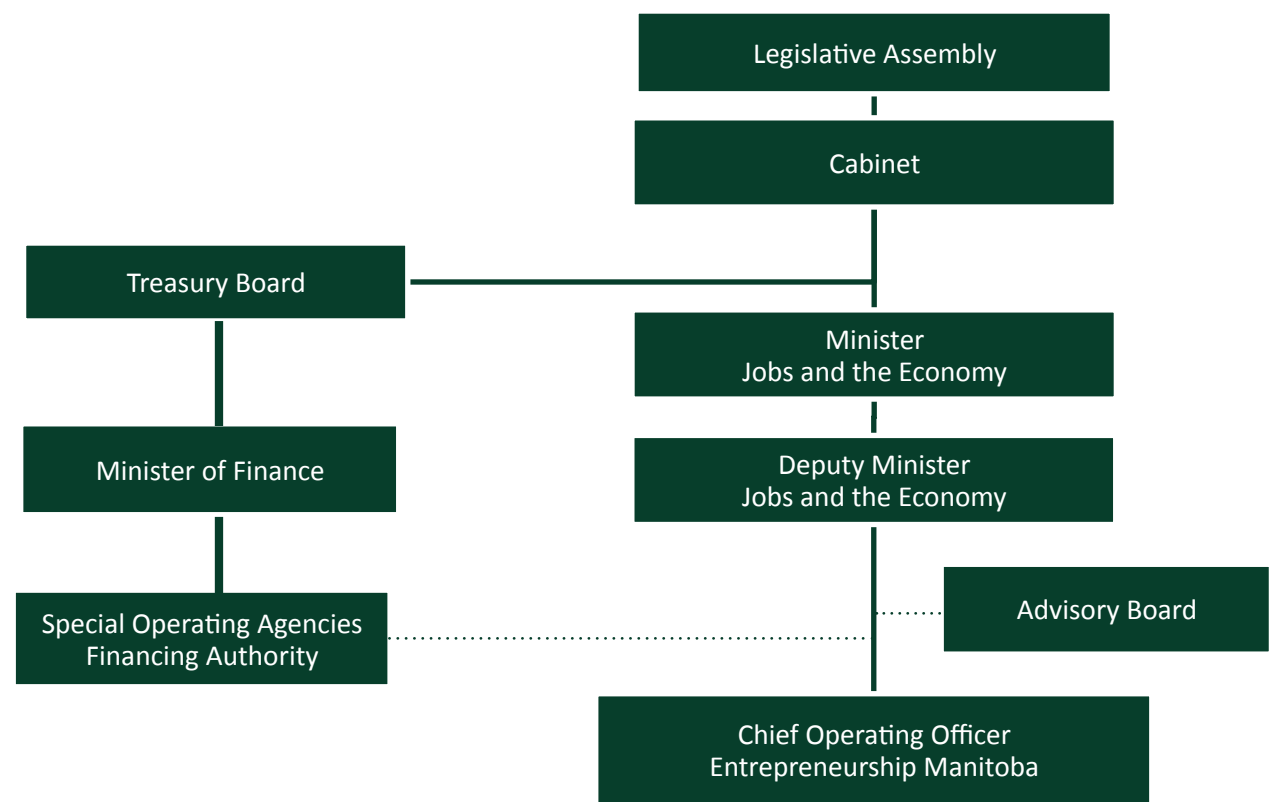 Legislative Assembly
Cabinet
Treasury Board
Minister
Jobs and the Economy
Minister of Finance
Deputy Minister
Jobs and the Economy
Special Operating Agencies
Financing Authority
Advisory Board
Chief Operating Officer
Entrepreneurship Manitoba